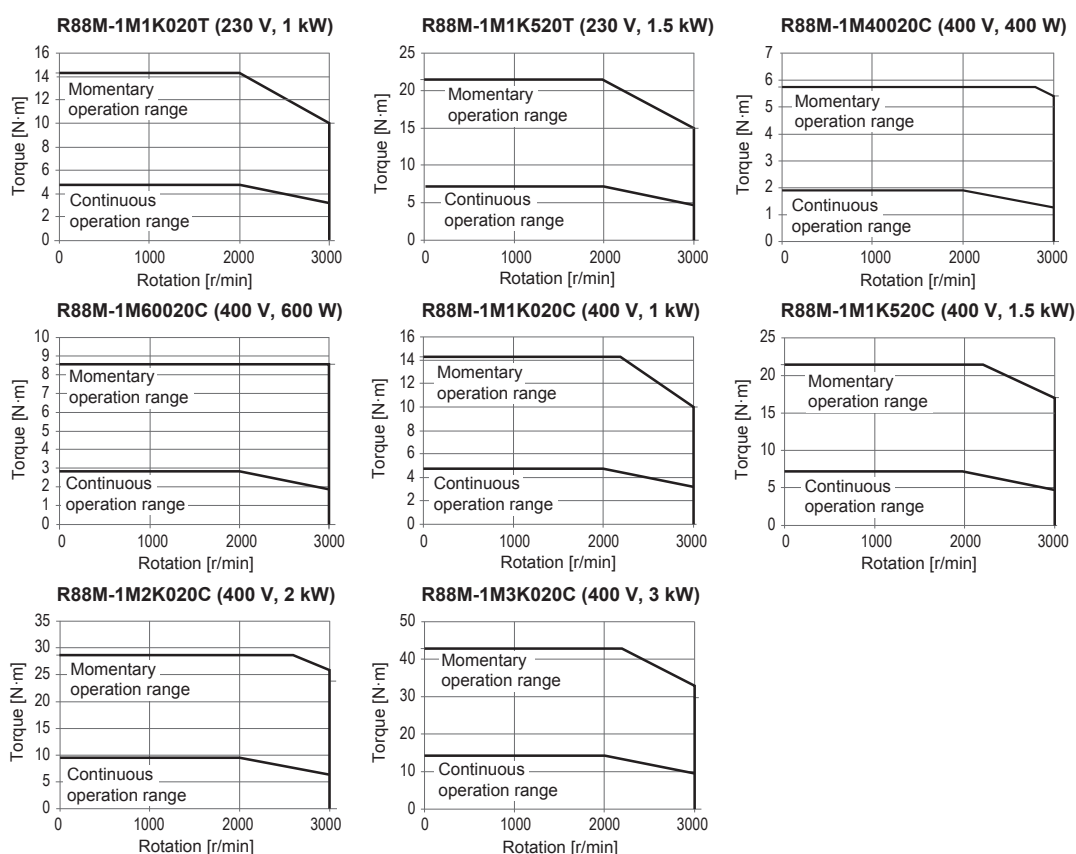 R88M-1M1K020T (230 V, 1 kW)
16
14
12
10
8
6
4
2
0
Torque [N·m]
Momentary
operation range
Continuous
operation range
0 1000 2000 3000
Rotation [r/min]
R88M-1M1K520T (230 V, 1.5 kW)
25
20
15
10
5
0
Torque [N·m]
Momentary
operation range
Continuous
operation range
0 1000 2000 3000
Rotation [r/min]
R88M-1M40020C (400 V, 400 W)
7
6
5
4
3
2
1
0
Torque [N·m]
Momentary
operation range
Continuous
operation range
0 1000 2000 3000
Rotation [r/min]
R88M-1M60020C (400 V, 600 W)
10
9
8
7
6
5
4
3
2
1
0
Torque [N·m]
Momentary
operation range
Continuous
operation range
0 1000 2000 3000
Rotation [r/min]
R88M-1M1K020C (400 V, 1 kW)
16
14
12
10
8
6
4
2
0
Torque [N·m]
Momentary
operation range
Continuous
operation range
0 1000 2000 3000
Rotation [r/min]
R88M-1M1K520C (400 V, 1.5 kW)
25
20
15
10
5
0
Torque [N·m]
Momentary
operation range
Continuous
operation range
0 1000 2000 3000
Rotation [r/min]
R88M-1M2K020C (400 V, 2 kW)
35
30
25
20
15
10
5
0
Torque [N·m]
Momentary
operation range
Continuous
operation range
0 1000 2000 3000
Rotation [r/min]
R88M-1M3K020C (400 V, 3 kW)
50
40
30
20
10
0
Torque [N·m]
Momentary
operation range
Continuous
operation range
0 1000 2000 3000
Rotation [r/min]